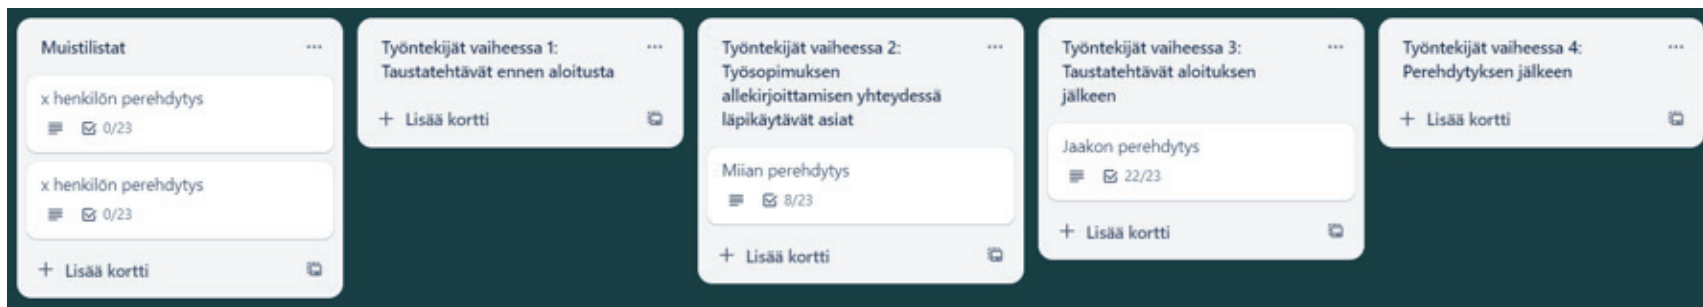 Muistilistat
x henkilön perehdytys
0/23
x henkilön perehdytys
0/23
+ Lisää kortti
Työntekijät vaiheessa 1:
Taustatehtävät ennen aloitusta
+ Lisää kortti
Työntekijät vaiheessa 2:
Työsopimuksen
allekirjoittamisen yhteydessä
läpikäytävät asiat
Miian perehdytys
8/23
+ Lisää kortti
Työntekijät vaiheessa 3:
Taustatehtävät aloituksen
jälkeen
Jaakon perehdytys
22/23
+ Lisää kortti
Työntekijät vaiheessa 4:
Perehdytyksen jälkeen
+ Lisää kortti